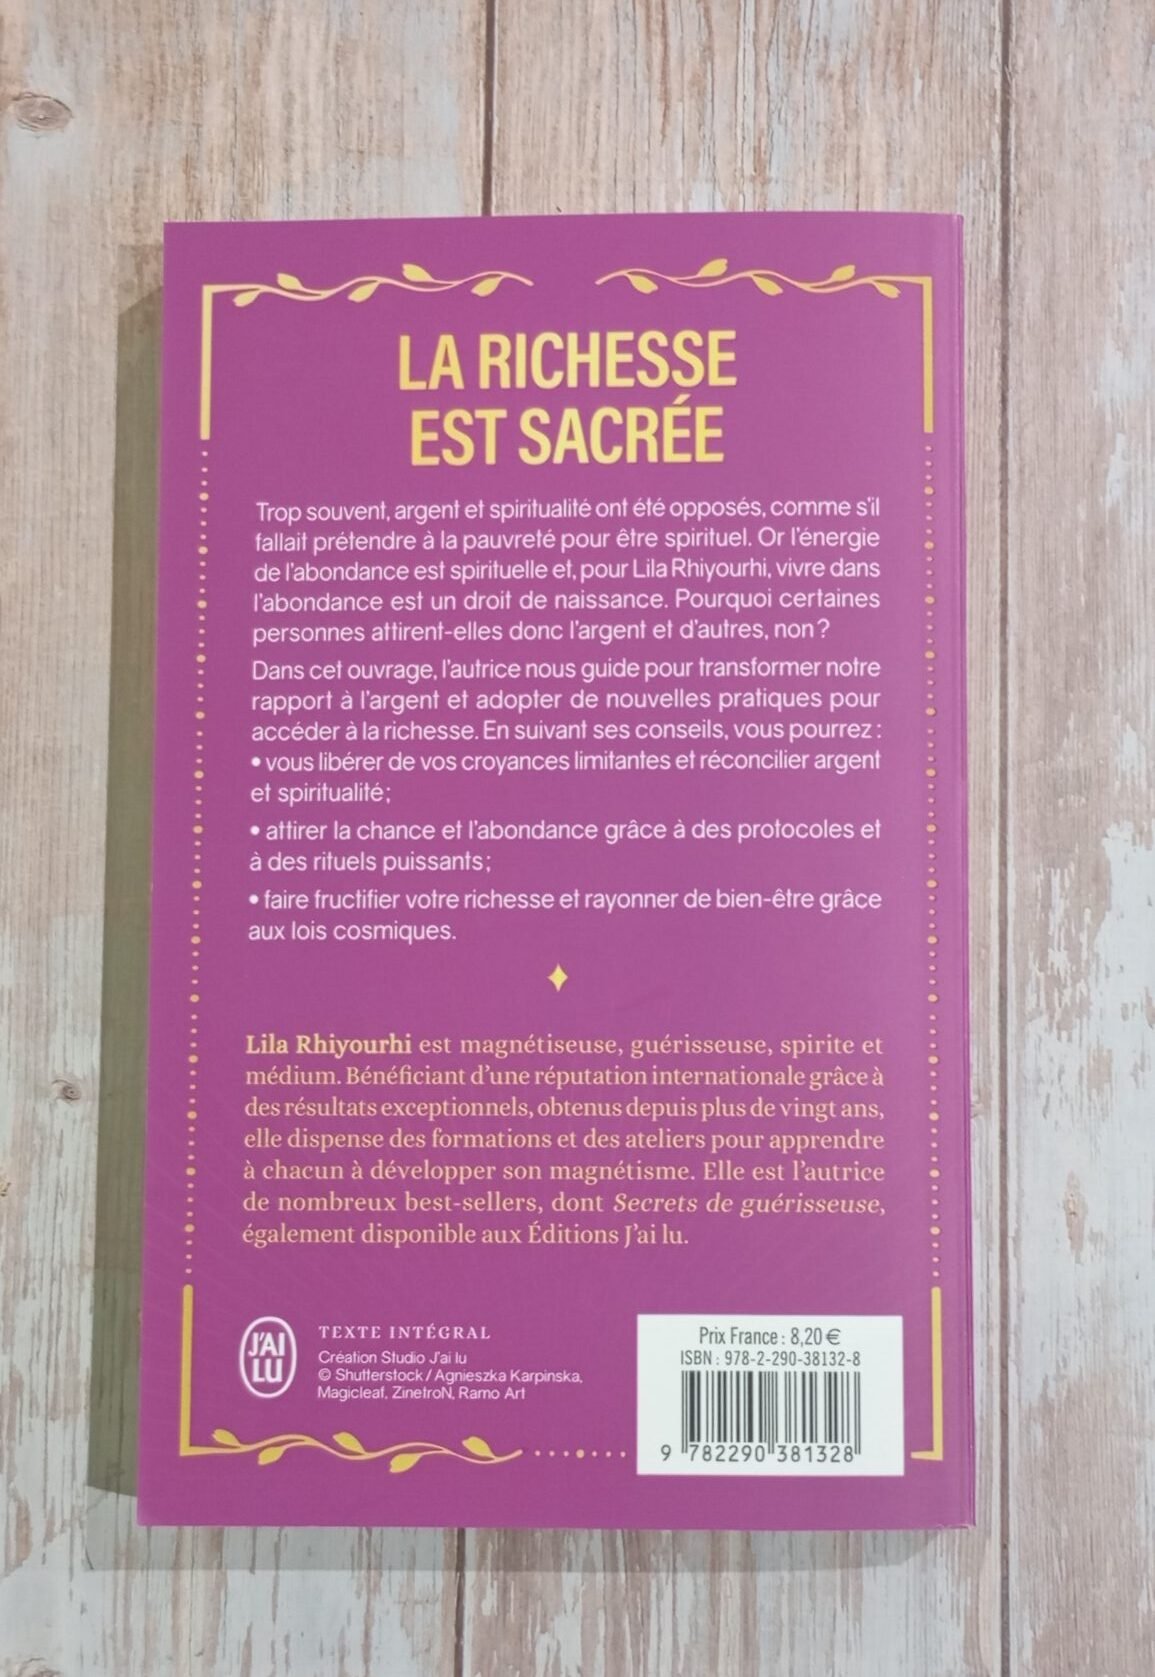 LA RICHESSE
EST SACRÉE
Trop souvent, argent et spiritualité ont été opposés, comme s'il
fallait prétendre à la pauvreté pour être spirituel. Or l'énergie
de l'abondance est spirituelle et, pour Lila Rhiyourhi, vivre dans
l'abondance est un droit de naissance. Pourquoi certaines
personnes attirent-elles donc l'argent et d'autres, non ?
Dans cet ouvrage, l'autrice nous guide pour transformer notre
rapport à l'argent et adopter de nouvelles pratiques pour
accéder à la richesse. En suivant ses conseils, vous pourrez :
• vous libérer de vos croyances limitantes et réconcilier argent
et spiritualité ;
• attirer la chance et l'abondance grâce à des protocoles et
à des rituels puissants ;
• faire fructifier votre richesse et rayonner de bien-être grâce
aux lois cosmiques.
Lila Rhiyourhi est magnétiseuse, guérisseuse, spirite et
médium. Bénéficiant d'une réputation internationale grâce à
des résultats exceptionnels, obtenus depuis plus de vingt ans,
elle dispense des formations et des ateliers pour apprendre
à chacun à développer son magnétisme. Elle est l'autrice
de nombreux best-sellers, dont Secrets de guérisseuse,
également disponible aux Éditions J'ai lu.
J'AI
LU
TEXTE INTÉGRAL
Création Studio J'ai lu
© Shutterstock / Agnieszka Karpinska,
Magicleaf, ZinetroN, Ramo Art
Prix France : 8,20 €
ISBN : 978-2-290-38132-8
9 782290 381328